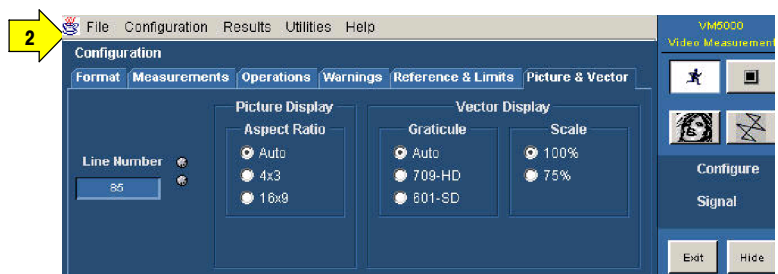 2
File Configuration Results Utilities Help
VM5000
Video Measurement
Configuration
Format Measurements Operations Warnings Reference & Limits Picture & Vector
Picture Display
Vector Display
Aspect Ratio
Graticule
Scale
Auto
Auto
100%
Line Number
4x3
709-HD
75%
85
16x9
601-SD
Configure
Signal
Exit
Hide